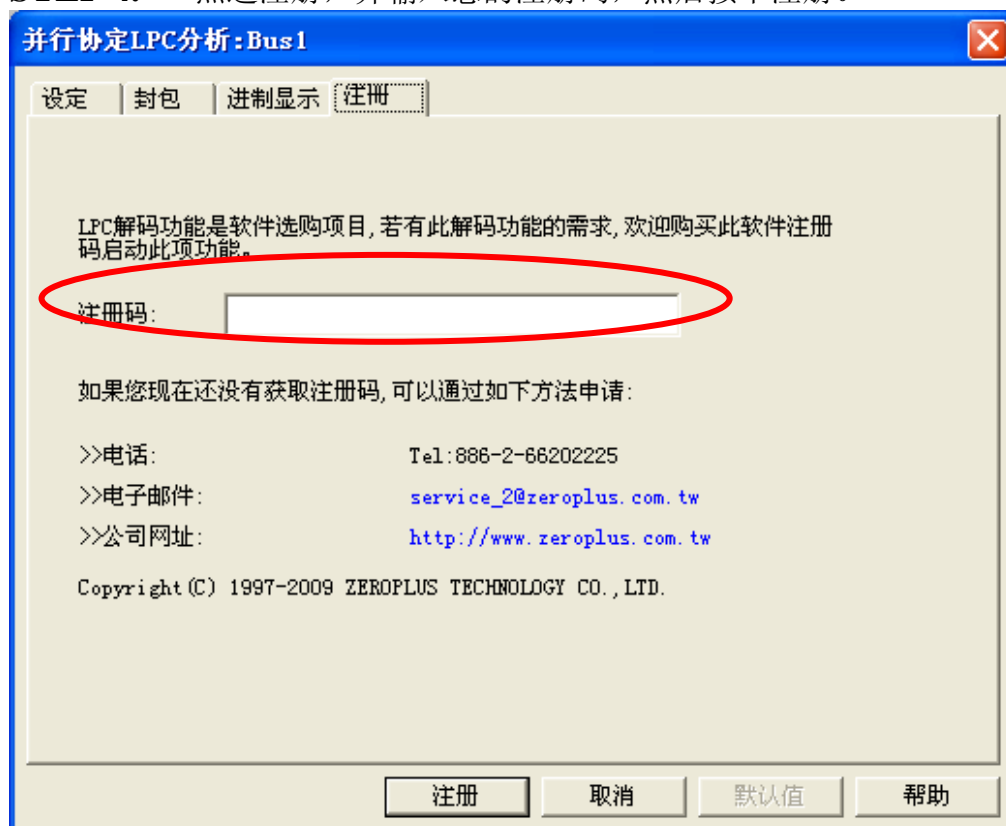 并行协定LPC分析:Bus1
设定 封包 进制显示 注册
LPC解码功能是软件选购项目,若有此解码功能的需求,欢迎购买此软件注册
码启动此项功能。
注册码:
如果您现在还没有获取注册码,可以通过如下方法申请:
>>电话: Tel:886-2-66202225
>>电子邮件: service_2@zeroplus.com.tw
>>公司网址: http://www.zeroplus.com.tw
Copyright(C) 1997-2009 ZEROPLUS TECHNOLOGY CO.,LTD.
注册 取消 默认值 帮助